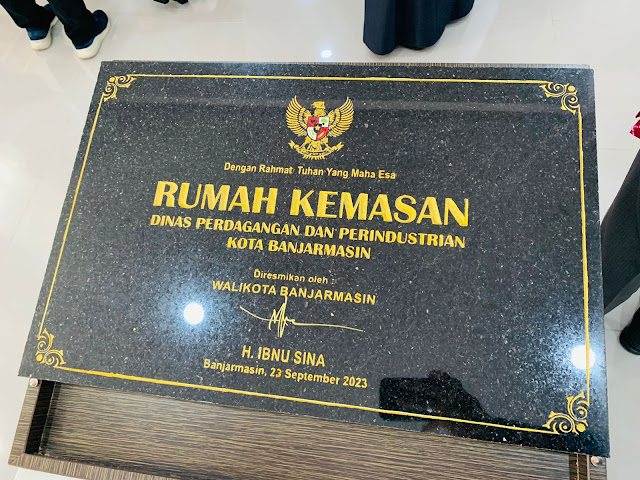 Dengan Rahmat Tuhan Yang Maha Esa
RUMAH KEMASAN
DINAS PERDAGANGAN DAN PERINDUSTRIAN
KOTA BANJARMASIN
Diresmikan oleh :
WALIKOTA BANJARMASIN
H. IBNU SINA
Banjarmasin, 23 September 2023